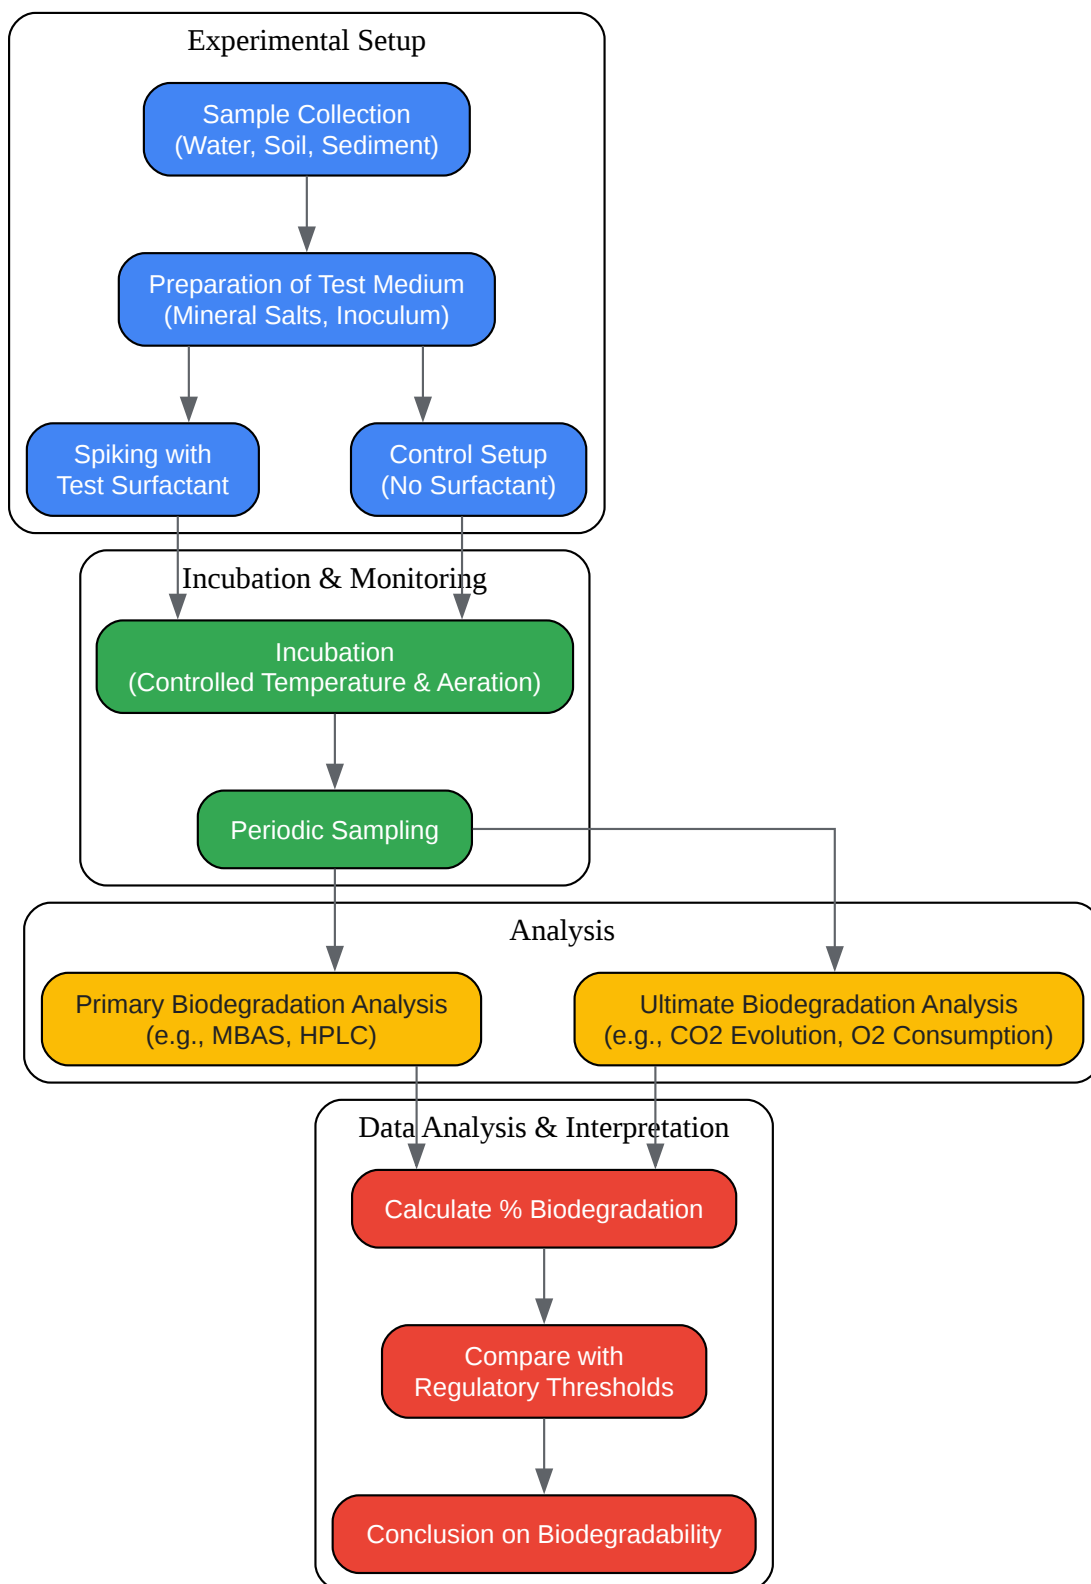 Experimental Setup
Sample Collection
(Water, Soil, Sediment)
Preparation of Test Medium
(Mineral Salts, Inoculum)
Spiking with
Test Surfactant
Control Setup
(No Surfactant)
Incubation & Monitoring
Incubation
(Controlled Temperature & Aeration)
Periodic Sampling
Analysis
Primary Biodegradation Analysis
(e.g., MBAS, HPLC)
Ultimate Biodegradation Analysis
(e.g., CO2 Evolution, O2 Consumption)
Data Analysis & Interpretation
Calculate % Biodegradation
Compare with
Regulatory Thresholds
Conclusion on Biodegradability